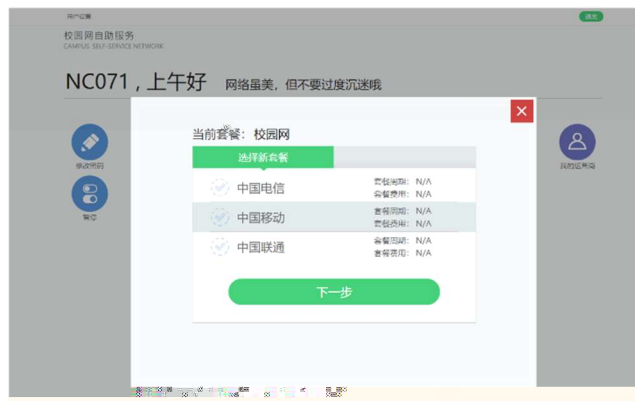 用户设置
退出
校园网自助服务
CAMPUS SELF-SERVICE NETWORK
NC071，上午好 网络虽美，但不要过度沉迷哦
当前套餐：校园网
选择新套餐
修改密码
我的运营商
中国电信
套餐周期：N/A
套餐费用：N/A
中国移动
套餐周期：N/A
套餐费用：N/A
中国联通
套餐周期：N/A
套餐费用：N/A
下一步